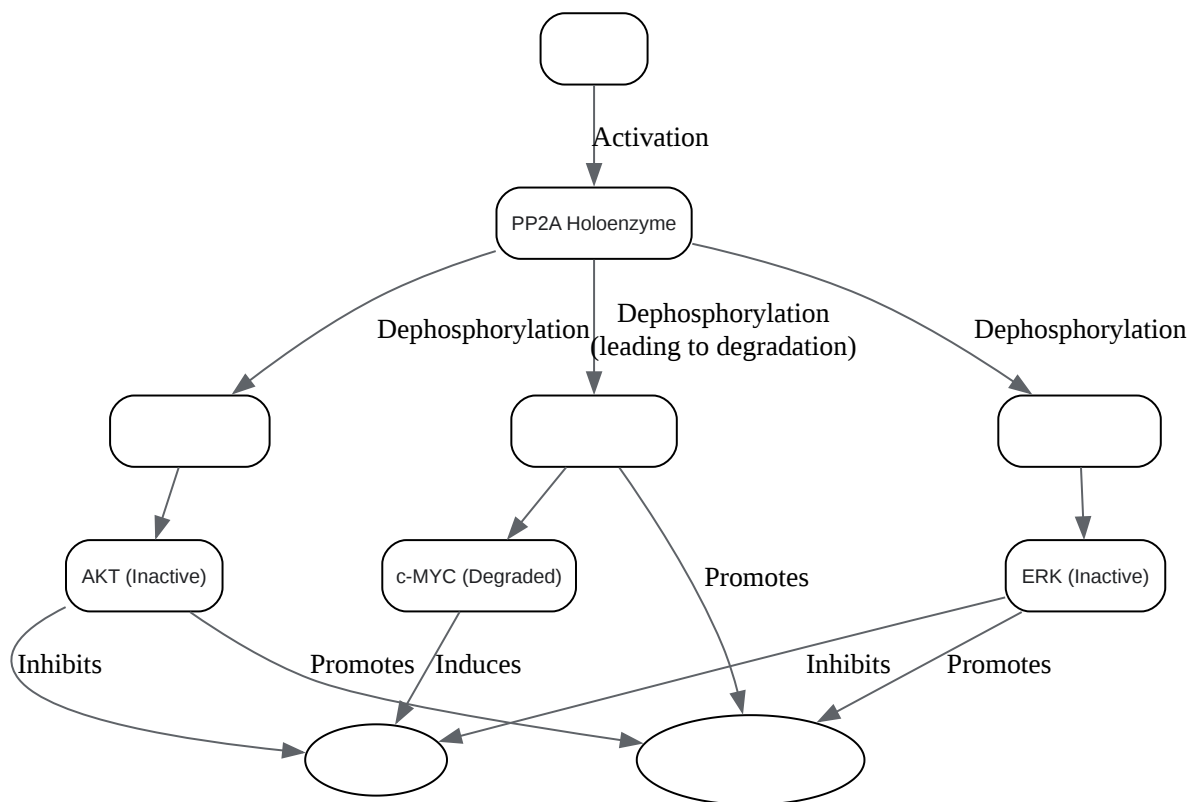 Activation
PP2A Holoenzyme
Dephosphorylation
Dephosphorylation
(leading to degradation)
Dephosphorylation
AKT (Inactive)
c-MYC (Degraded)
Promotes
ERK (Inactive)
Inhibits
Promotes
Induces
Inhibits
Promotes